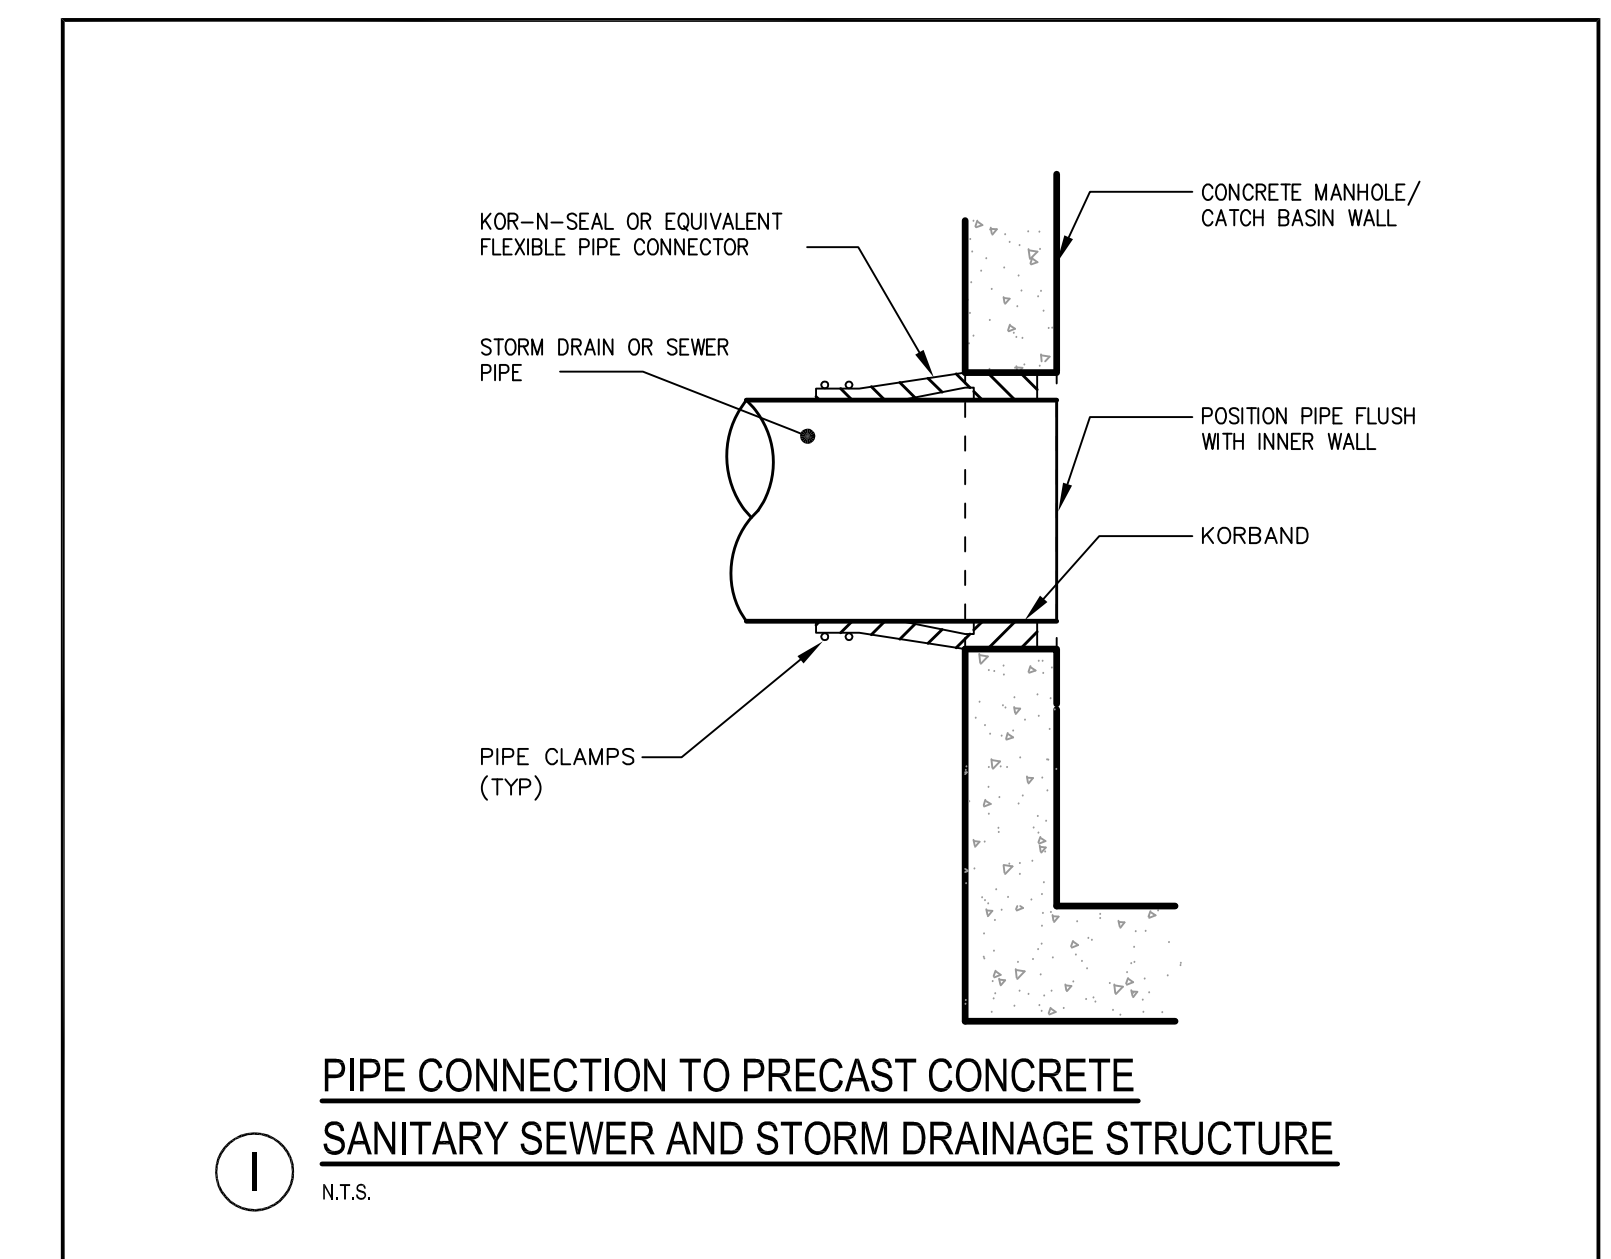 CONCRETE MANHOLE/
CATCH BASIN WALL
KOR-N-SEAL OR EQUIVALENT
FLEXIBLE PIPE CONNECTOR
STORM DRAIN OR SEWER
PIPE
POSITION PIPE FLUSH
WITH INNER WALL
KORBAND
PIPE CLAMPS
(TYP)
PIPE CONNECTION TO PRECAST CONCRETE
SANITARY SEWER AND STORM DRAINAGE STRUCTURE
I
N.T.S.